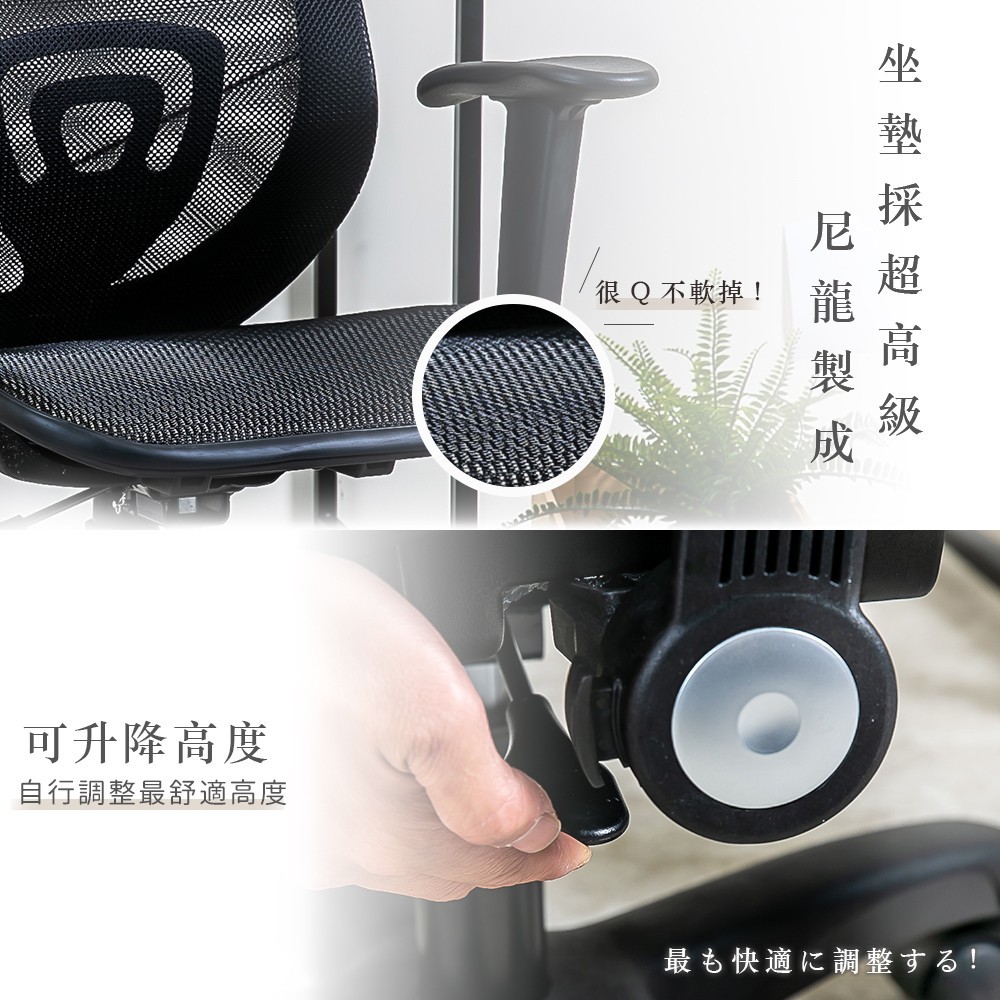 坐墊採超高級
尼龍製成
很Q不軟掉！
可升降高度
自行調整最舒適高度
最も快適に調整する！